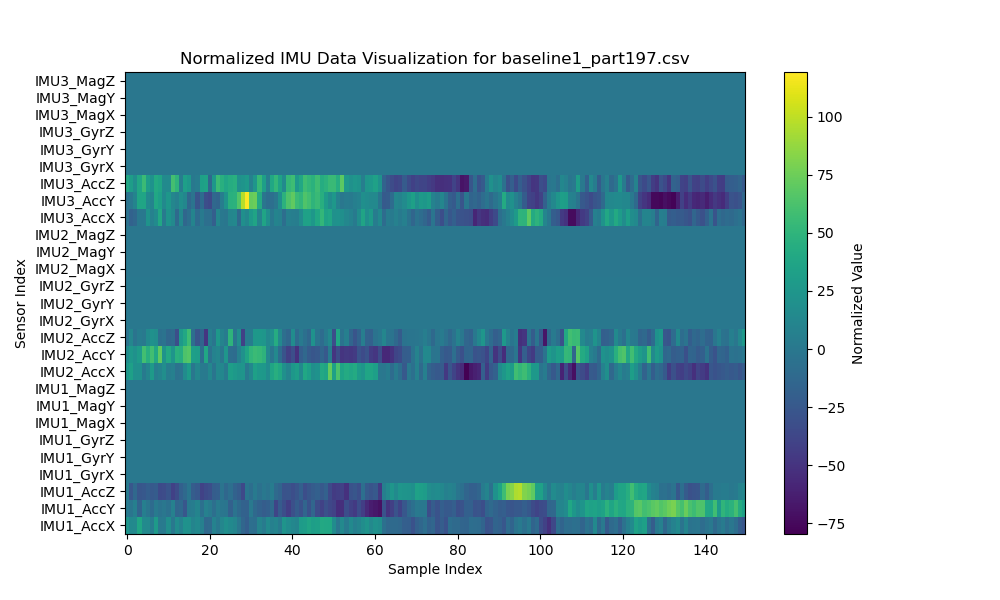 Normalized IMU Data Visualization for baseline1_part197.csv
IMU3_MagZ
IMU3_MagY
IMU3_MagX
IMU3_GyrZ
IMU3_GyrY
IMU3_GyrX
IMU3_AccZ
IMU3_AccY
IMU3_AccX
IMU2_MagZ
IMU2_MagY
IMU2_MagX
IMU2_GyrZ
IMU2_GyrY
IMU2_GyrX
IMU2_AccZ
IMU2_AccY
IMU2_AccX
IMU1_MagZ
IMU1_MagY
IMU1_MagX
IMU1_GyrZ
IMU1_GyrY
IMU1_GyrX
IMU1_AccZ
IMU1_AccY
IMU1_AccX
Sensor Index
0 20 40 60 80 100 120 140
Sample Index
100
75
50
25
0
−25
−50
−75
Normalized Value